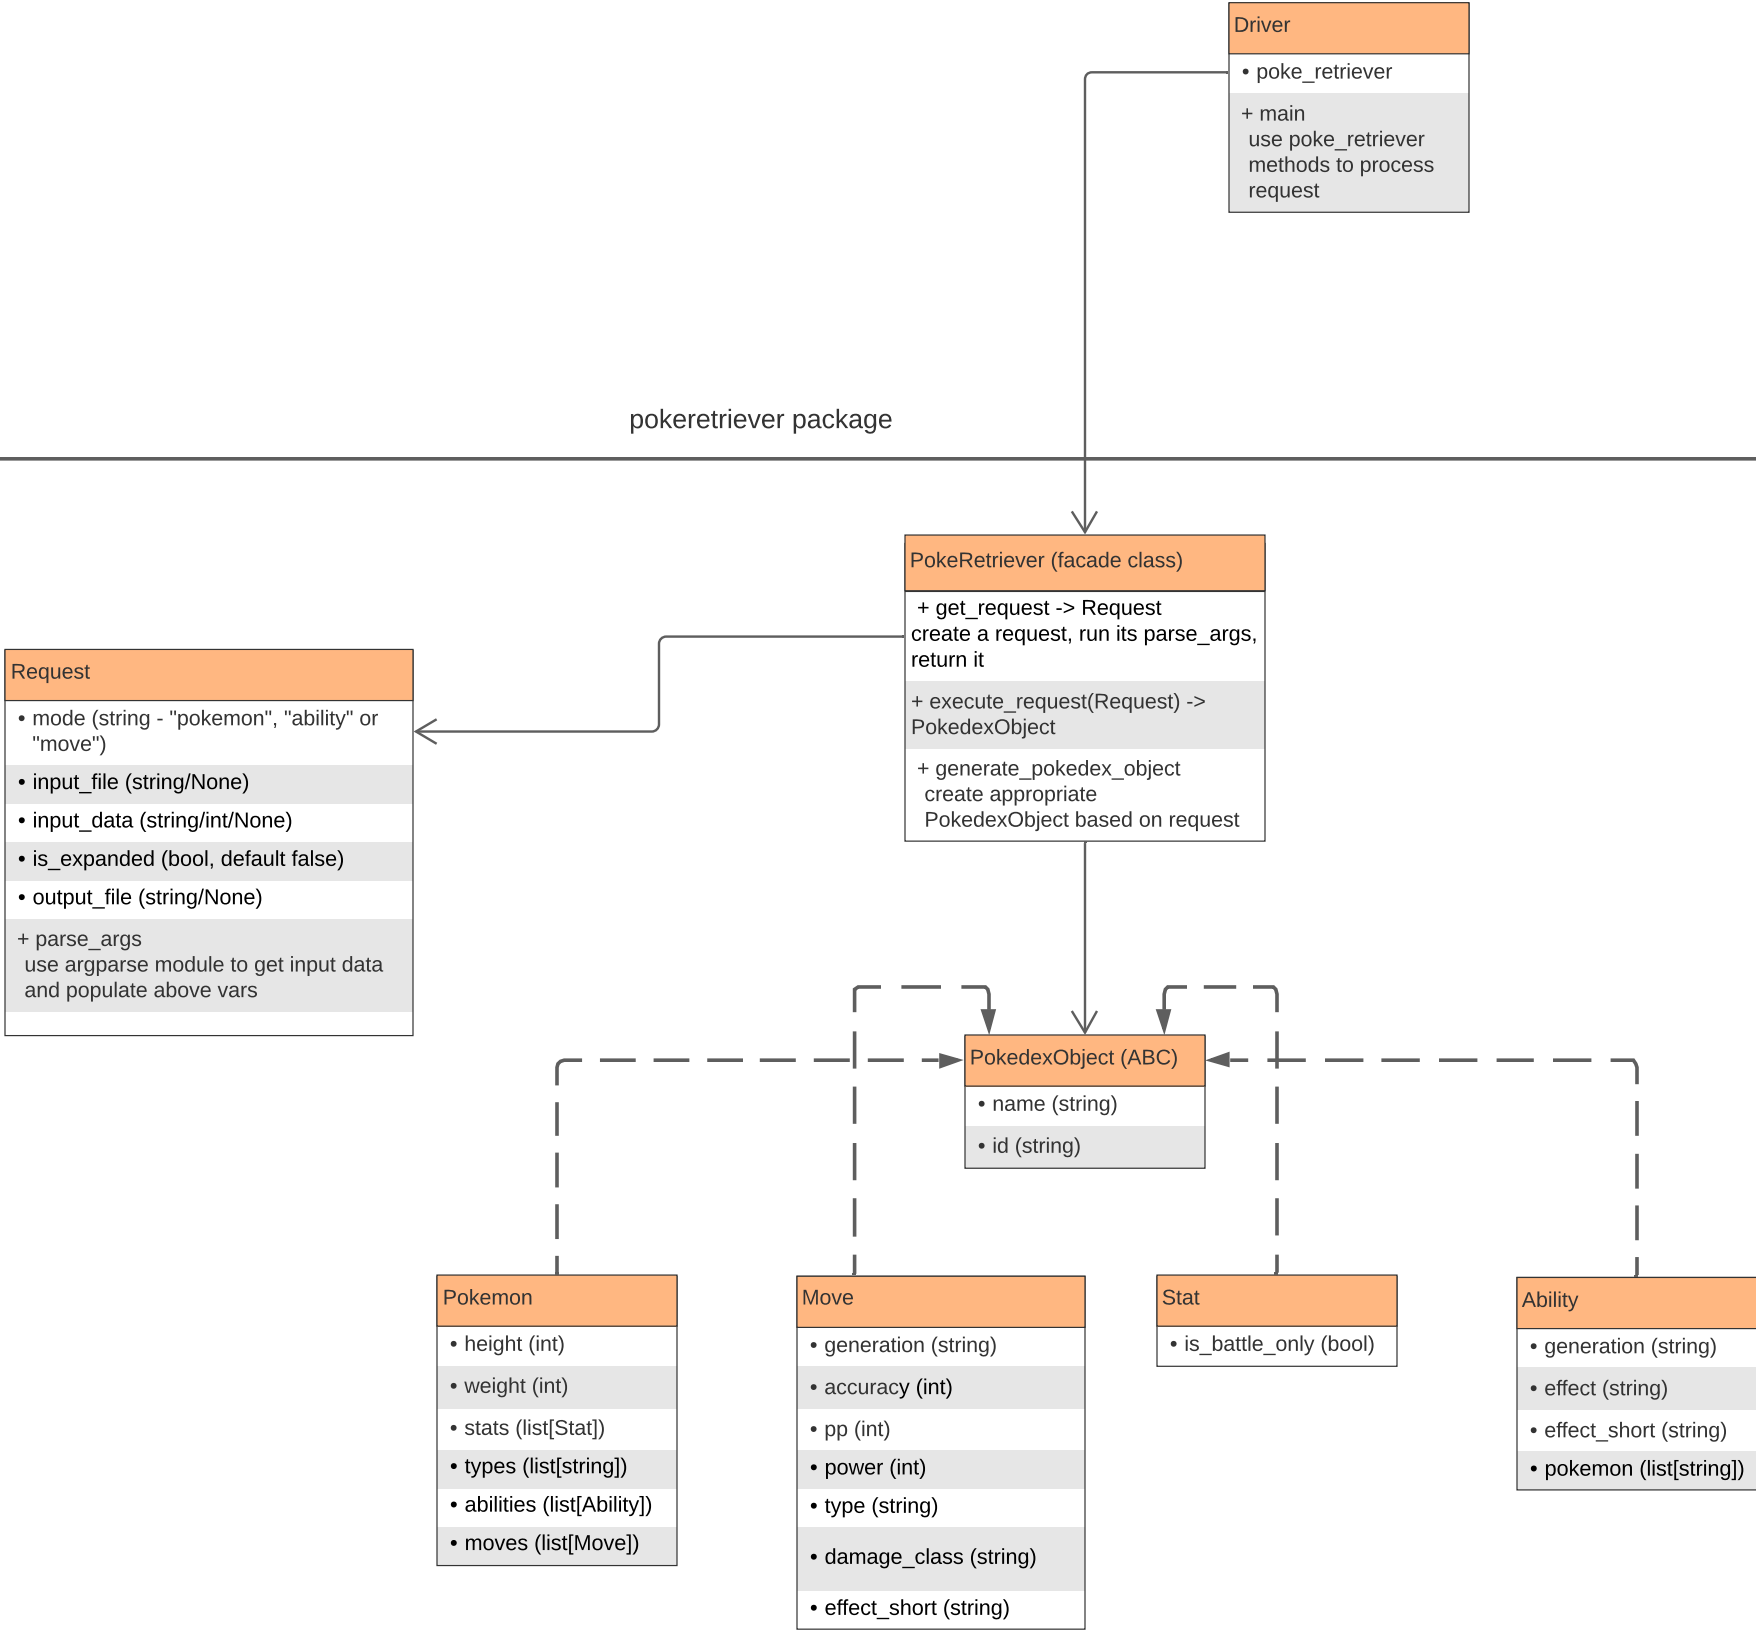 Driver
• poke_retriever
+ main
use poke_retriever
methods to process
request
pokeretriever package
PokeRetriever (facade class)
+ get_request -> Request
create a request, run its parse_args,
return it
+ execute_request(Request) ->
PokedexObject
+ generate_pokedex_object
create appropriate
PokedexObject based on request
Request
• mode (string - "pokemon", "ability" or
"move")
• input_file (string/None)
• input_data (string/int/None)
• is_expanded (bool, default false)
• output_file (string/None)
+ parse_args
use argparse module to get input data
and populate above vars
PokedexObject (ABC)
• name (string)
• id (string)
Pokemon
• height (int)
• weight (int)
• stats (list[Stat])
• types (list[string])
• abilities (list[Ability])
• moves (list[Move])
Move
• generation (string)
• accuracy (int)
• pp (int)
• power (int)
• type (string)
• damage_class (string)
• effect_short (string)
Stat
• is_battle_only (bool)
Ability
• generation (string)
• effect (string)
• effect_short (string)
• pokemon (list[string])